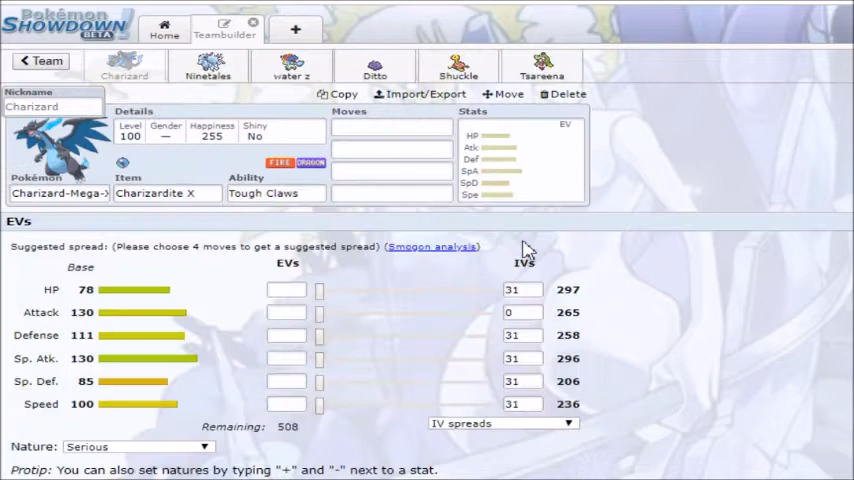 Pokémon
SHOWDOWN!
BETA
Home
Teambuilder
+
< Team
Charizard
Ninetales
water z
Ditto
Shuckle
Tsareena
Copy
Import/Export
Move
Delete
Nickname
Charizard
Details
Level
100
Gender
—
Happiness
255
Shiny
No
FIRE DRAGON
Pokémon
Charizard-Mega-X
Item
Charizardite X
Ability
Tough Claws
Moves
Stats
EV
HP
Atk
Def
SpA
SpD
Spe
EVs
Suggested spread: (Please choose 4 moves to get a suggested spread) (Smogon analysis)
Base EVs IVs
HP 78 31 297
Attack 130 0 265
Defense 111 31 258
Sp. Atk. 130 31 296
Sp. Def. 85 31 206
Speed 100 31 236
Remaining: 508
IV spreads
Nature: Serious
Protip: You can also set natures by typing "+" and "-" next to a stat.